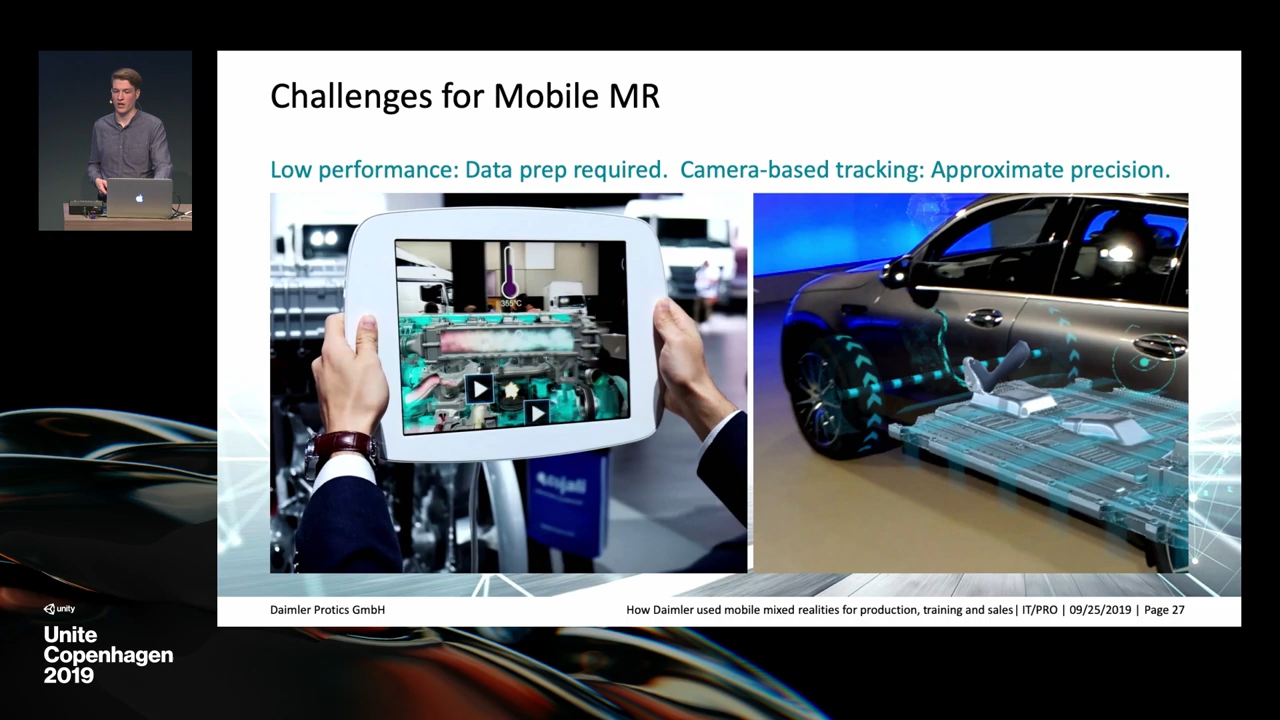 Challenges for Mobile MR
Low performance: Data prep required. Camera-based tracking: Approximate precision.
355°C
Daimler Protics GmbH
How Daimler used mobile mixed realities for production, training and sales| IT/PRO | 09/25/2019 | Page 27
unity
Unite
Copenhagen
2019